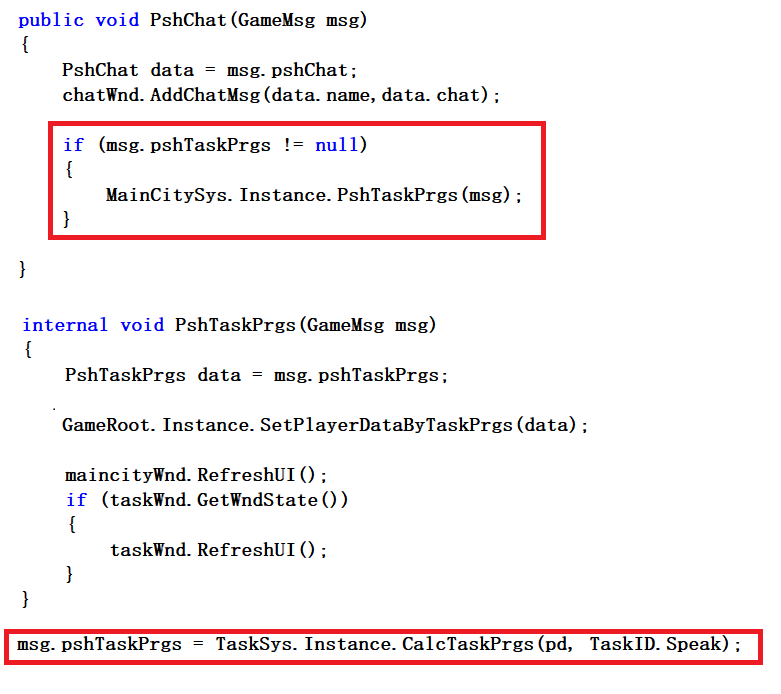 public void PshChat(GameMsg msg)
{
PshChat data = msg.pshChat;
chatWnd.AddChatMsg(data.name,data.chat);
if (msg.pshTaskPrgs != null)
{
MainCitySys.Instance.PshTaskPrgs(msg);
}
}
internal void PshTaskPrgs(GameMsg msg)
{
PshTaskPrgs data = msg.pshTaskPrgs;
GameRoot.Instance.SetPlayerDataByTaskPrgs(data);
maincityWnd.RefreshUI();
if (taskWnd.GetWndState())
{
taskWnd.RefreshUI();
}
}
msg.pshTaskPrgs = TaskSys.Instance.CalcTaskPrgs(pd, TaskID.Speak);